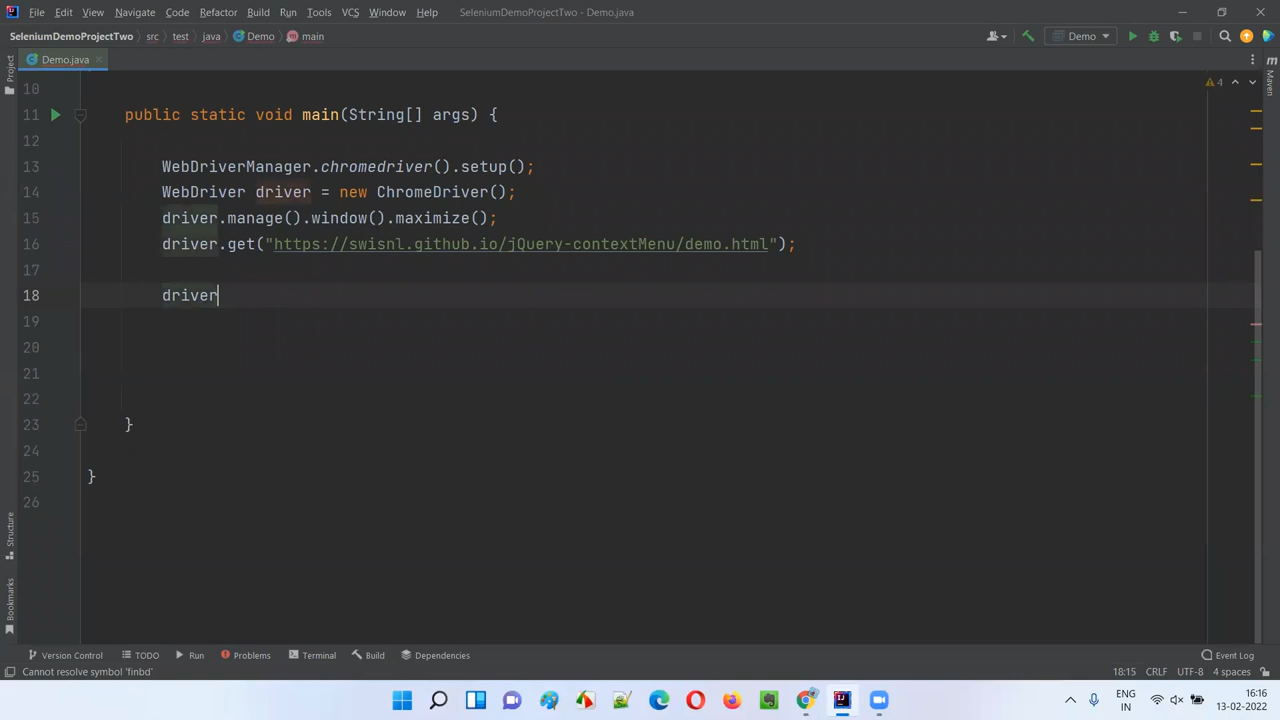 File Edit View Navigate Code Refactor Build Run Tools VCS Window Help SeleniumDemoProjectTwo - Demo.java
SeleniumDemoProjectTwo src test java Demo main Demo
Demo.java
Project
Maven
4
10
11 public static void main(String[] args) {
12
13 WebDriverManager.chromedriver().setup();
14 WebDriver driver = new ChromeDriver();
15 driver.manage().window().maximize();
16 driver.get("https://swisnl.github.io/jQuery-contextMenu/demo.html");
17
18 driver
19
20
21
22
23 }
24
25 }
26
Structure
Bookmarks
Version Control TODO Run Problems Terminal Build Dependencies Event Log
Cannot resolve symbol 'finbd' 18:15 CRLF UTF-8 4 spaces
ENG IN 16:16 13-02-2022